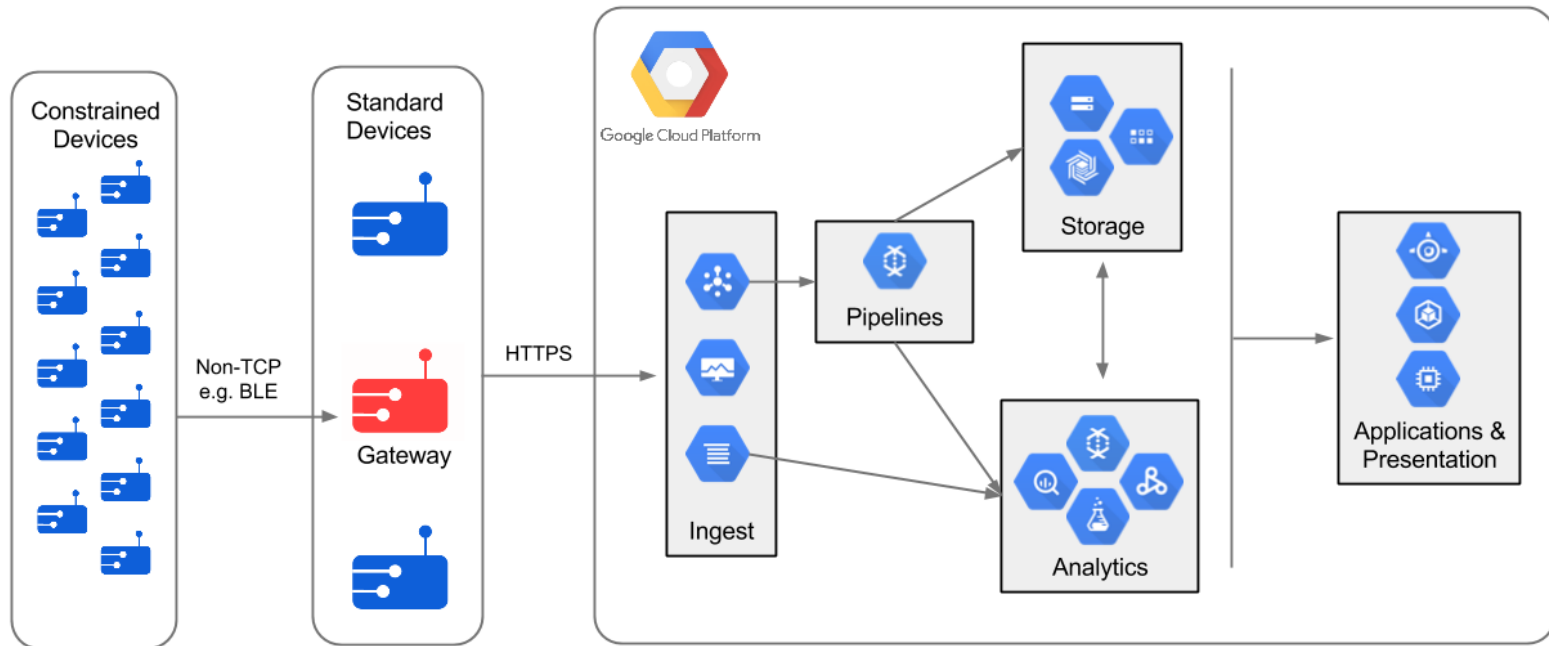 Constrained
Devices
Non-TCP
e.g. BLE
Standard
Devices
Gateway
HTTPS
Google Cloud Platform
Ingest
Pipelines
Storage
Analytics
Applications &
Presentation